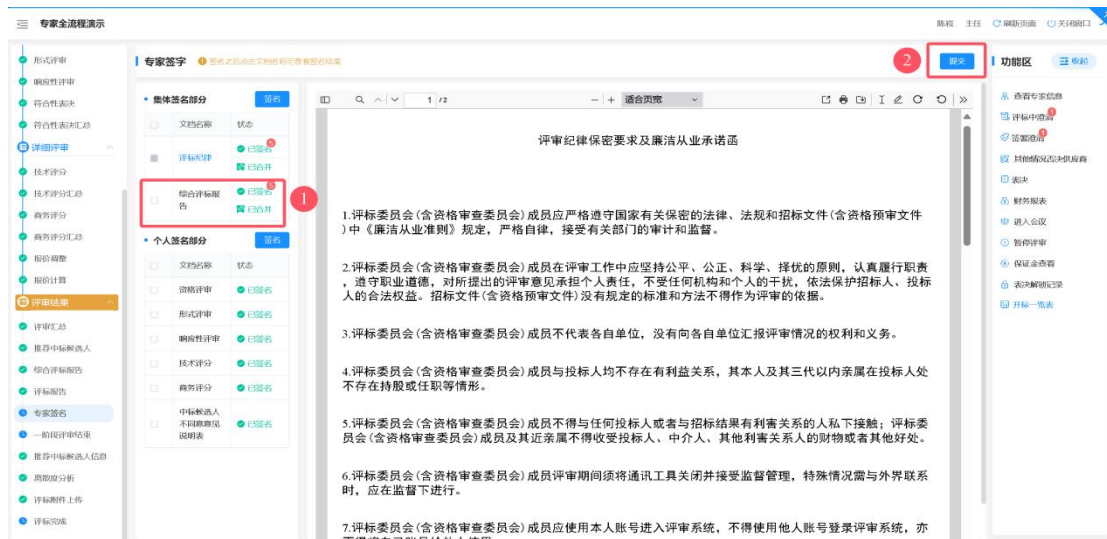 专家全流程演示
陈琼 主任 刷新页面 关闭窗口
形式评审
响应性评审
符合性表决
符合性表决汇总
详细评审
技术评分
技术评分汇总
商务评分
商务评分汇总
报价调整
报价计算
评审结果
评审汇总
推荐中标候选人
综合评标报告
评标报告
专家签名
一阶段评审结束
推荐中标候选人信息
离散度分析
评标附件上传
评标完成
专家签字 签名之后点击文档名称可查看签名结果
2 提交
集体签名部分 签名
文档名称 状态
评标纪律 已签名 5
已合并
综合评标报告 已签名 5
已合并
1
个人签名部分 签名
文档名称 状态
资格评审 已签名
形式评审 已签名
响应性评审 已签名
技术评分 已签名
商务评分 已签名
中标候选人
不同意意见
说明表
已签名
1 /2 适合页宽
评审纪律保密要求及廉洁从业承诺函
1.评标委员会(含资格审查委员会)成员应严格遵守国家有关保密的法律、法规和招标文件(含资格预审文件
)中《廉洁从业准则》规定，严格自律，接受有关部门的审计和监督。
2.评标委员会(含资格审查委员会)成员在评审工作中应坚持公平、公正、科学、择优的原则，认真履行职责
，遵守职业道德，对所提出的评审意见承担个人责任，不受任何机构和个人的干扰，依法保护招标人、投标
人的合法权益。招标文件(含资格预审文件)没有规定的标准和方法不得作为评审的依据。
3.评标委员会(含资格审查委员会)成员不代表各自单位，没有向各自单位汇报评审情况的权利和义务。
4.评标委员会(含资格审查委员会)成员与投标人均不存在有利益关系，其本人及其三代以内亲属在投标人处
不存在持股或任职等情形。
5.评标委员会(含资格审查委员会)成员不得与任何投标人或者与招标结果有利害关系的人私下接触；评标委
员会(含资格审查委员会)成员及其近亲属不得收受投标人、中介人、其他利害关系人的财物或者其他好处。
6.评标委员会(含资格审查委员会)成员评审期间须将通讯工具关闭并接受监督管理，特殊情况需与外界联系
时，应在监督下进行。
7.评标委员会(含资格审查委员会)成员应使用本人账号进入评审系统，不得使用他人账号登录评审系统，亦
功能区 收起
查看专家信息
评标中澄清
签署澄清
其他情况否决供应商
表决
财务报表
进入会议
暂停评审
保证金查看
表决解锁记录
开标一览表